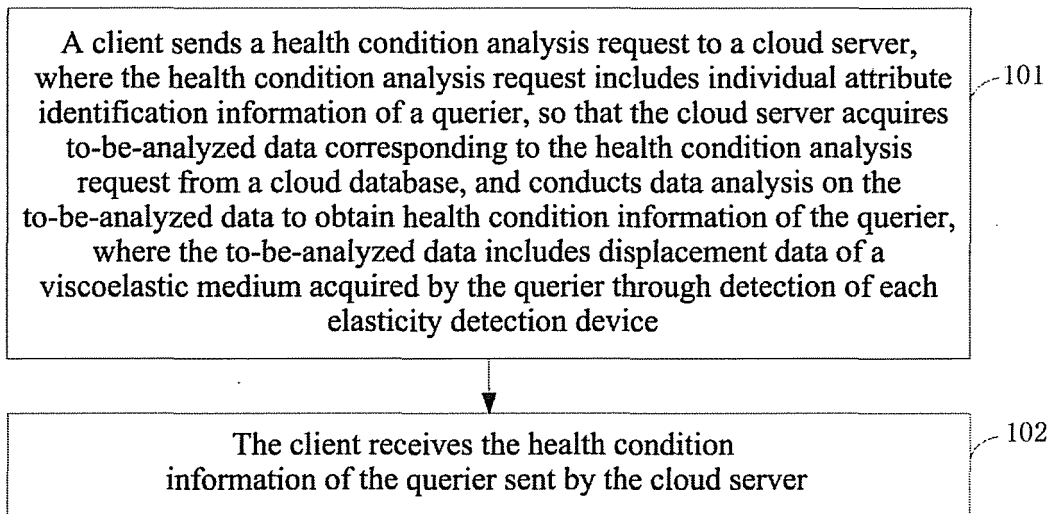 A client sends a health condition analysis request to a cloud server,
where the health condition analysis request includes individual attribute
identification information of a querier, so that the cloud server acquires
to-be-analyzed data corresponding to the health condition analysis
request from a cloud database, and conducts data analysis on the
to-be-analyzed data to obtain health condition information of the querier,
where the to-be-analyzed data includes displacement data of a
viscoelastic medium acquired by the querier through detection of each
elasticity detection device
101
The client receives the health condition
information of the querier sent by the cloud server
102